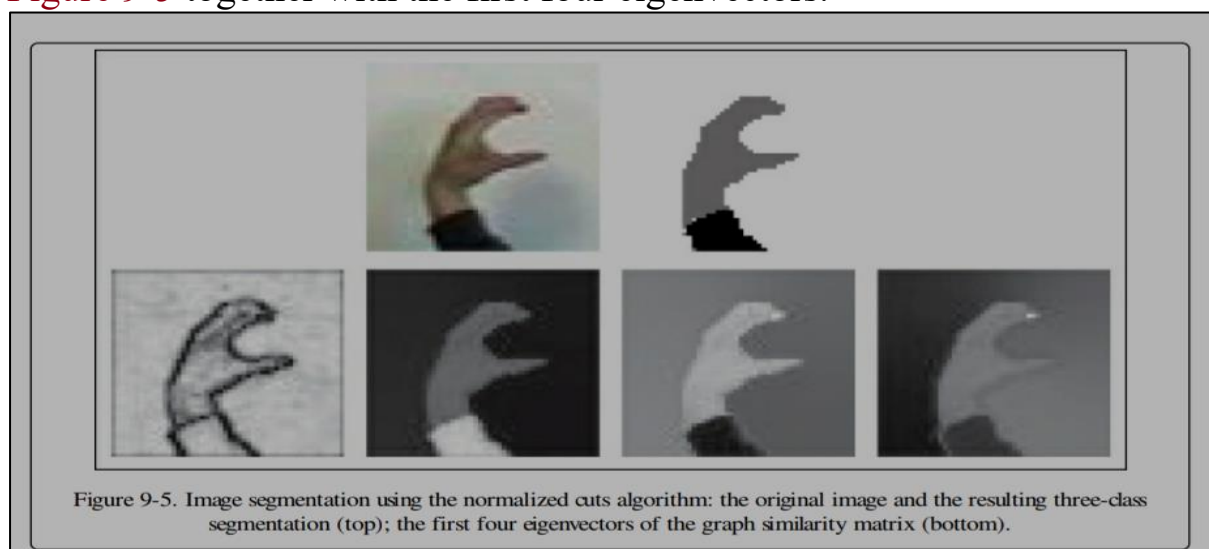 Figure 9-5 together with the first four eigenvectors.
Figure 9-5. Image segmentation using the normalized cuts algorithm: the original image and the resulting three-class
segmentation (top); the first four eigenvectors of the graph similarity matrix (bottom).